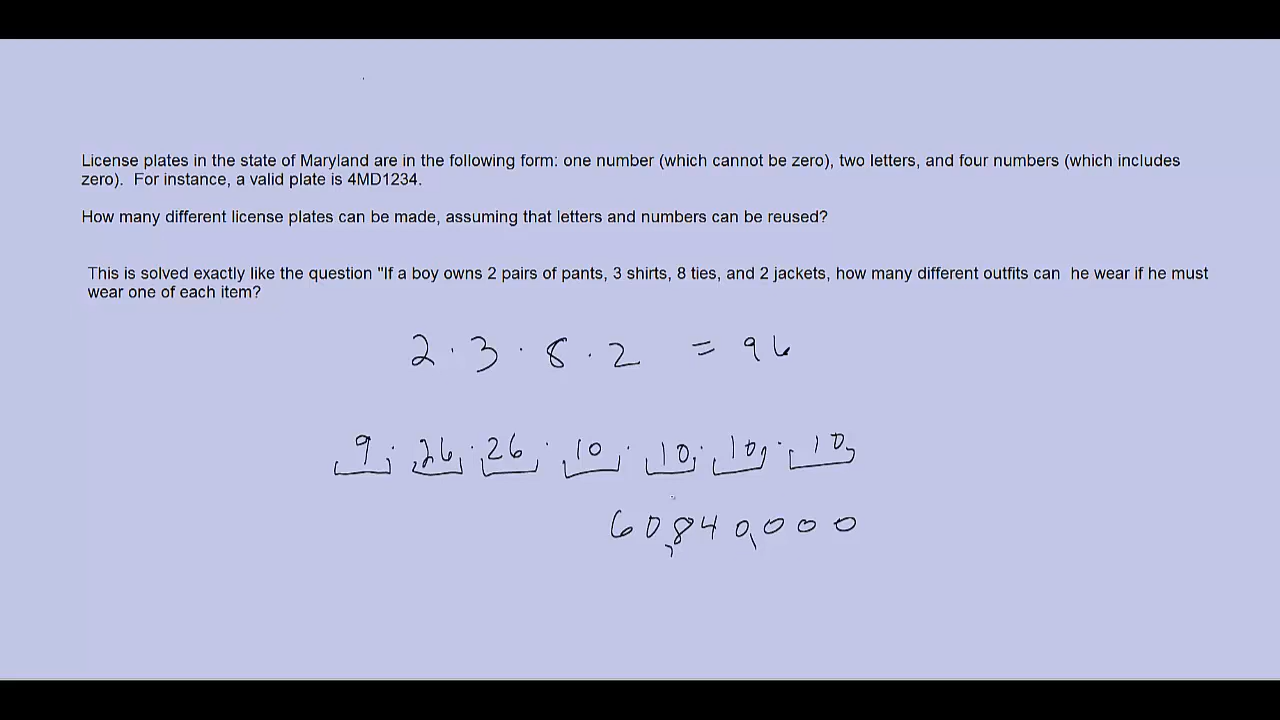 License plates in the state of Maryland are in the following form: one number (which cannot be zero), two letters, and four numbers (which includes
zero).  For instance, a valid plate is 4MD1234.
How many different license plates can be made, assuming that letters and numbers can be reused?
This is solved exactly like the question "If a boy owns 2 pairs of pants, 3 shirts, 8 ties, and 2 jackets, how many different outfits can  he wear if he must
wear one of each item?
2 · 3 · 8 · 2 = 96
9 · 26 · 26 · 10 · 10 · 10 · 10
60,840,000